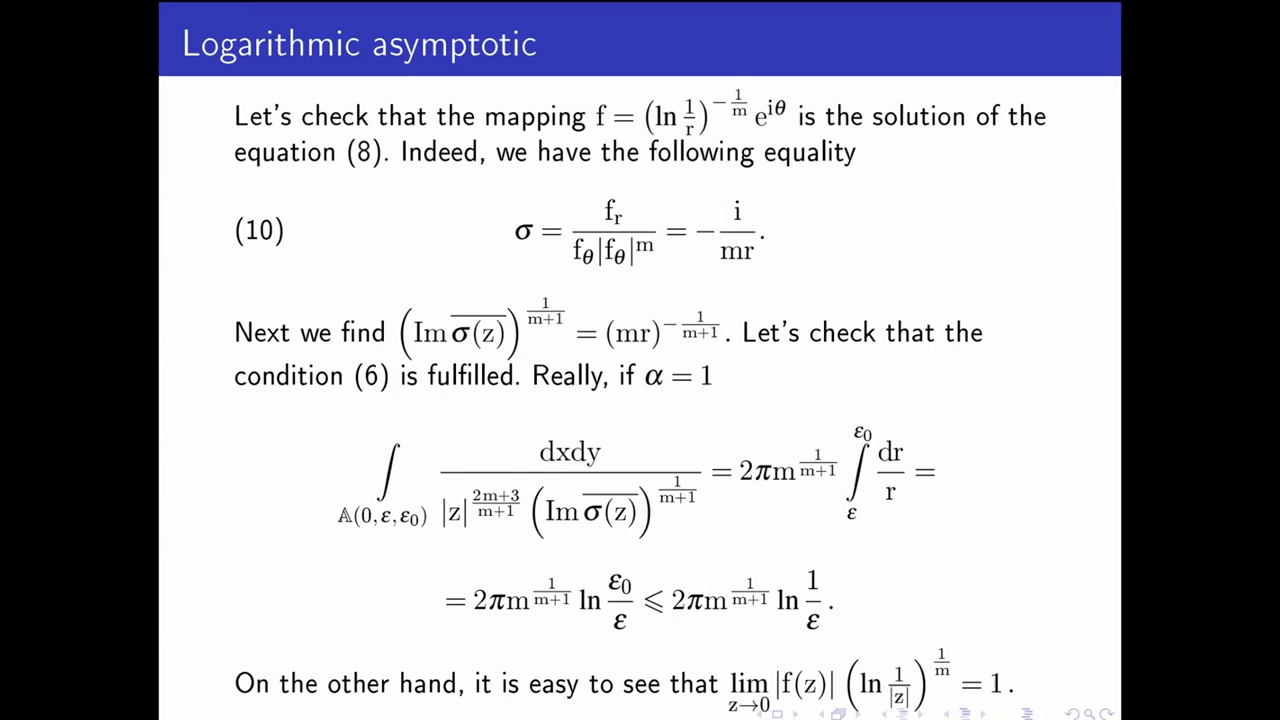 Logarithmic asymptotic
Let's check that the mapping f = (ln 1/r)^{-1/m} e^{iθ} is the solution of the
equation (8). Indeed, we have the following equality
(10) σ = f_r / (f_θ|f_θ|^m) = − i/(mr).
Next we find (Im \overline{σ(z)})^{1/(m+1)} = (mr)^{-1/(m+1)}. Let's check that the
condition (6) is fulfilled. Really, if α = 1
∫_{𝔸(0,ε,ε₀)} dxdy / (|z|^{(2m+3)/(m+1)} (Im \overline{σ(z)})^{1/(m+1)}) = 2πm^{1/(m+1)} ∫_ε^{ε₀} dr/r =
= 2πm^{1/(m+1)} ln ε₀/ε ⩽ 2πm^{1/(m+1)} ln 1/ε.
On the other hand, it is easy to see that lim_{z→0} |f(z)| (ln 1/|z|)^{1/m} = 1.